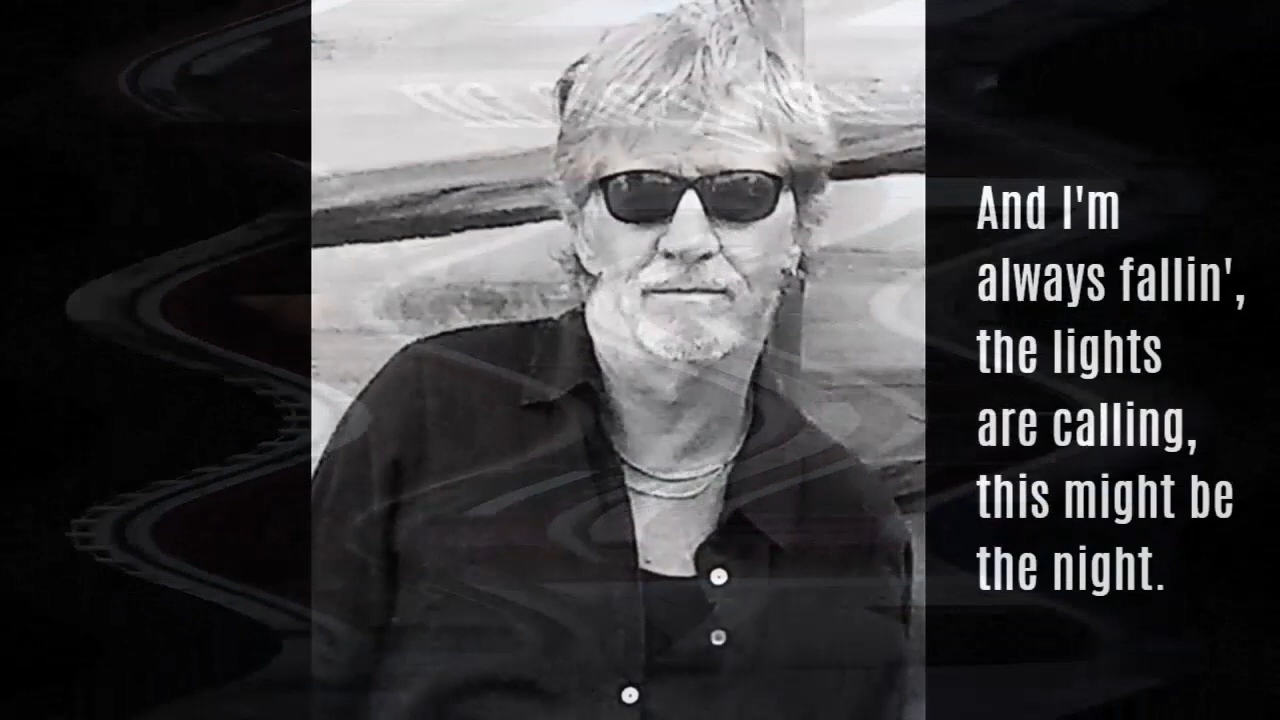 And I'm
always fallin',
the lights
are calling,
this might be
the night.